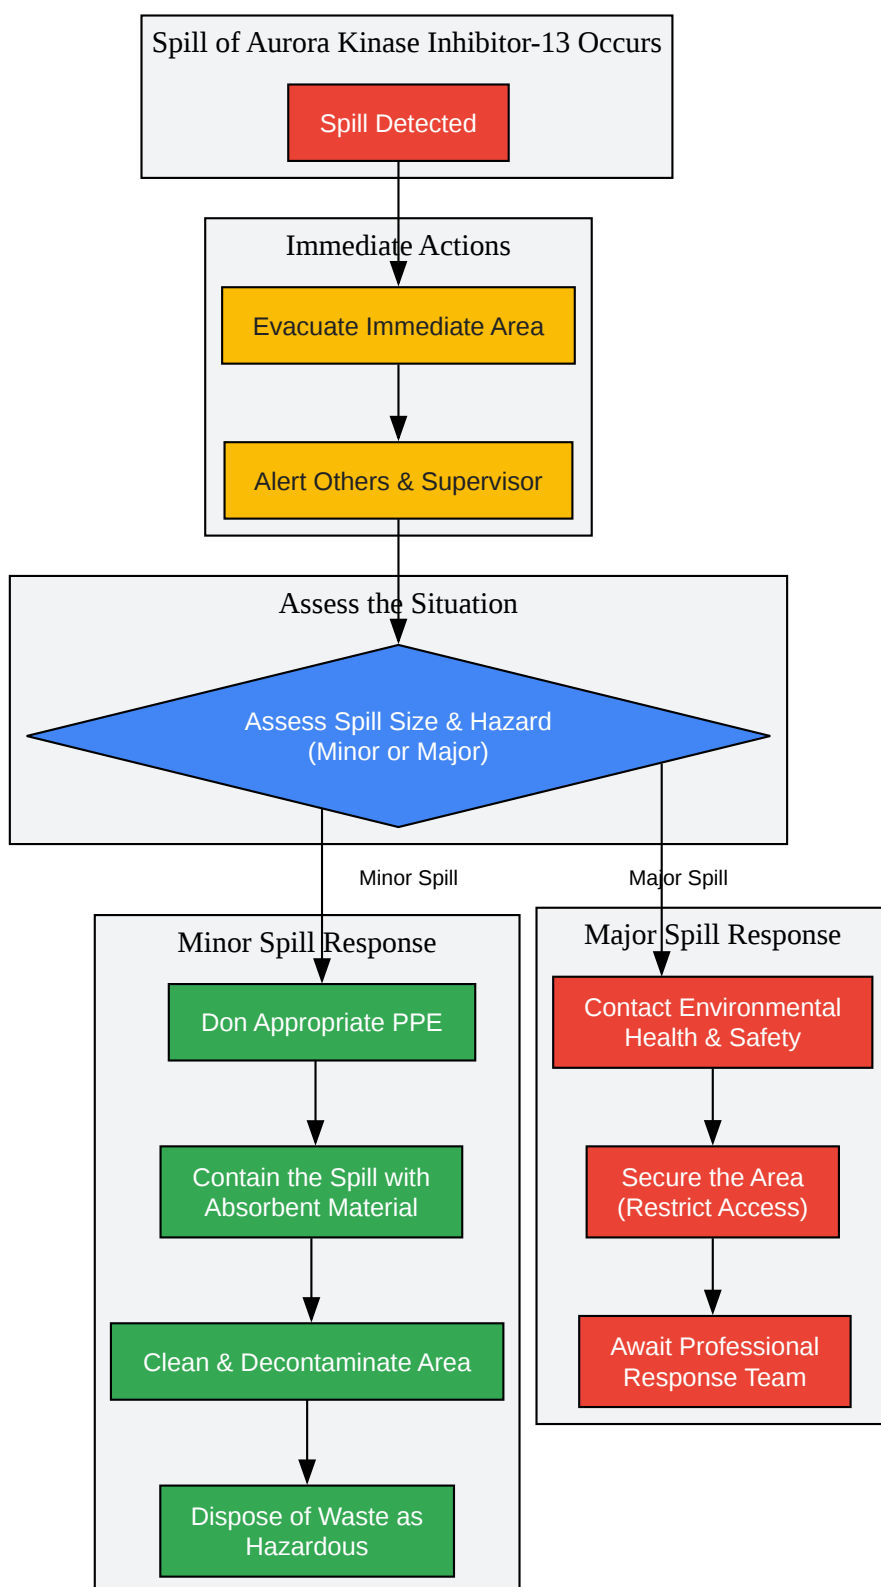 Spill of Aurora Kinase Inhibitor-13 Occurs
Spill Detected
Immediate Actions
Evacuate Immediate Area
Alert Others & Supervisor
Assess the Situation
Assess Spill Size & Hazard
(Minor or Major)
Minor Spill
Major Spill
Minor Spill Response
Don Appropriate PPE
Contain the Spill with
Absorbent Material
Clean & Decontaminate Area
Dispose of Waste as
Hazardous
Major Spill Response
Contact Environmental
Health & Safety
Secure the Area
(Restrict Access)
Await Professional
Response Team